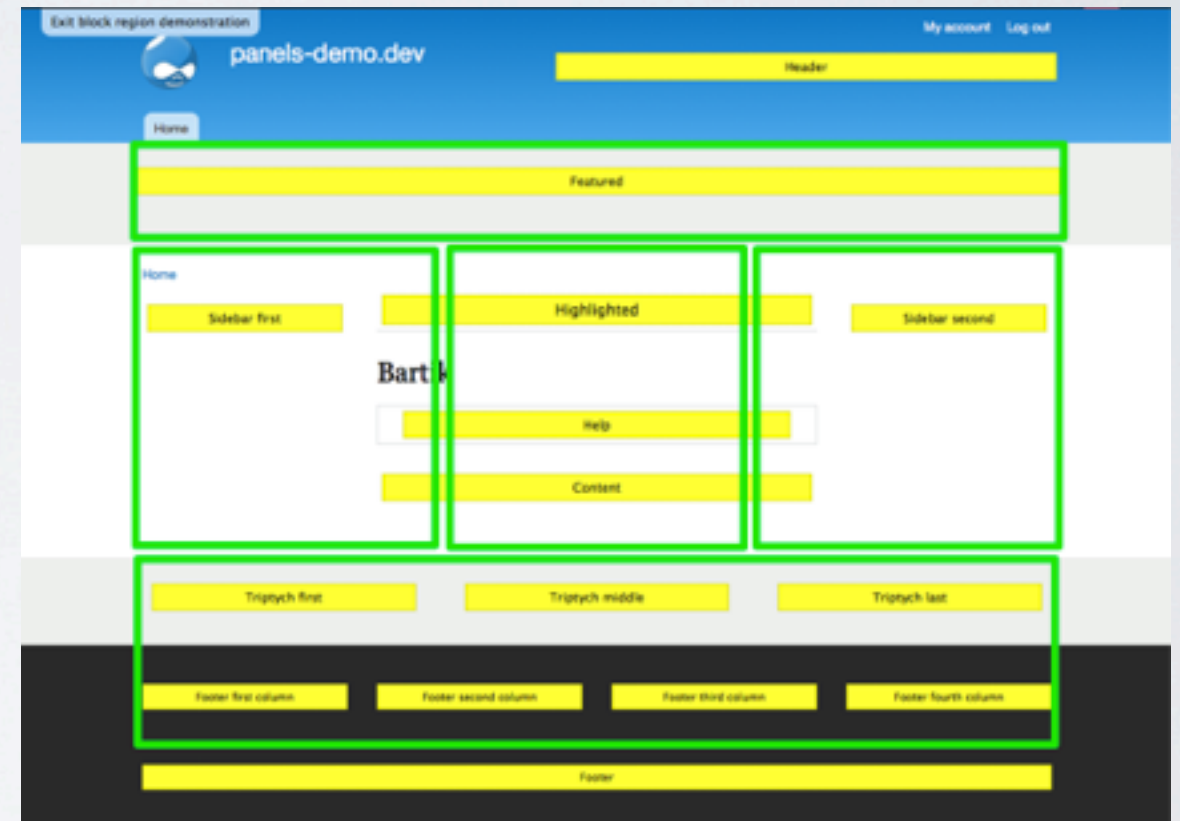 Exit block region demonstration
My account Log out
panels-demo.dev
Header
Home
Featured
Home
Sidebar first
Highlighted
Sidebar second
Bartik
Help
Content
Triptych first
Triptych middle
Triptych last
Footer first column
Footer second column
Footer third column
Footer fourth column
Footer